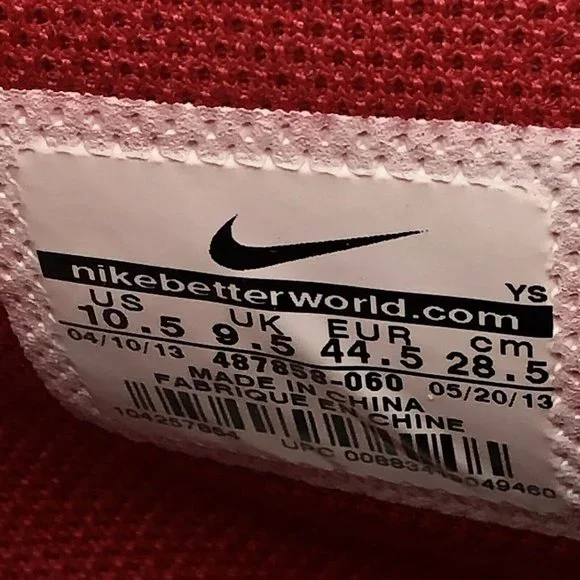 YS
nikebetterworld.com
US UK EUR cm
10.5 9.5 44.5 28.5
04/10/13 487858-060 05/20/13
MADE IN CHINA
FABRIQUE EN CHINE
UPC